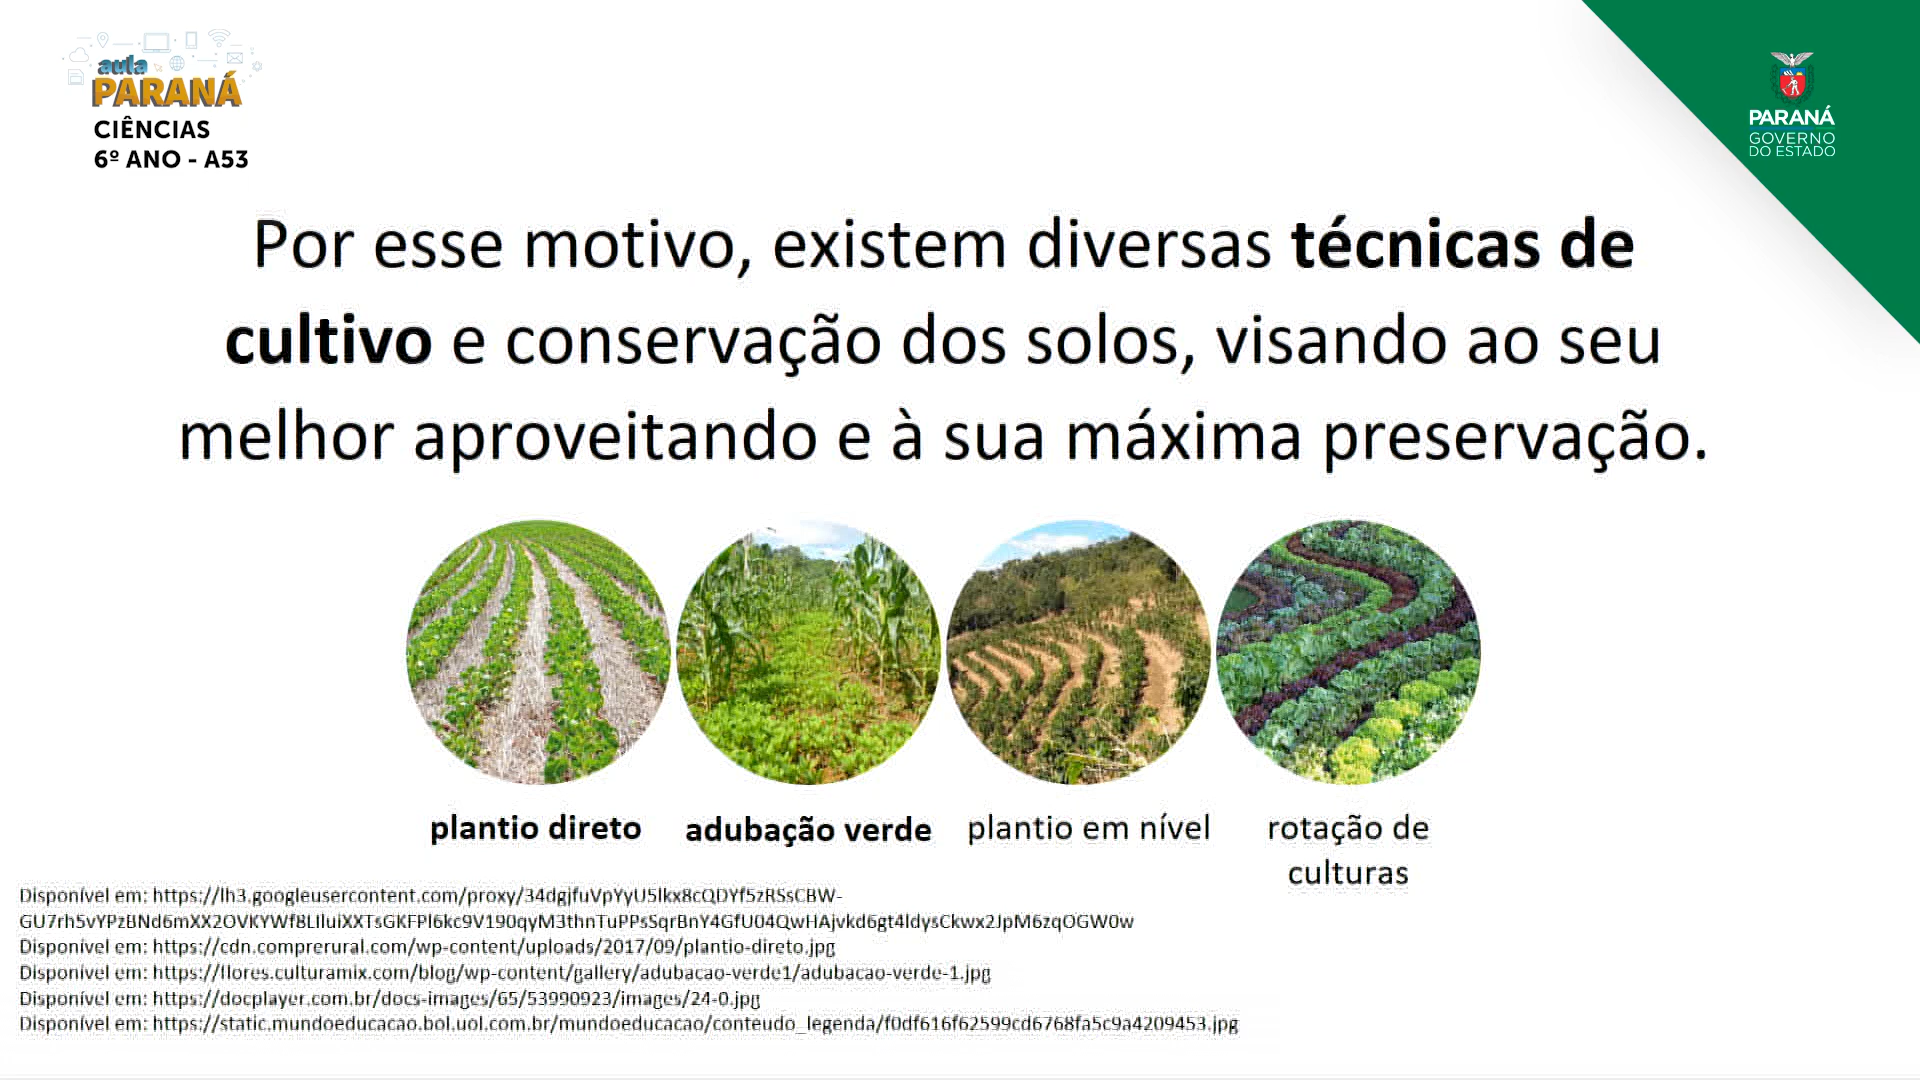 aula
PARANÁ
CIÊNCIAS
6º ANO - A53
PARANÁ
GOVERNO
DO ESTADO
Por esse motivo, existem diversas técnicas de
cultivo e conservação dos solos, visando ao seu
melhor aproveitando e à sua máxima preservação.
plantio direto
adubação verde
plantio em nível
rotação de
culturas
Disponível em: https://lh3.googleusercontent.com/proxy/34dgjfuVpYyU5lkx8cQDYf5zRSsCBW-
GU7rh5vYPzBNd6mXX2OVKYWf8LIluiXXTsGKFPl6kc9V190qyM3thnTuPPsSqrBnY4GfU04QwHAjvkd6gt4ldysCkwx2JpM6zqOGW0w
Disponível em: https://cdn.comprerural.com/wp-content/uploads/2017/09/plantio-direto.jpg
Disponível em: https://flores.culturamix.com/blog/wp-content/gallery/adubacao-verde1/adubacao-verde-1.jpg
Disponível em: https://docplayer.com.br/docs-images/65/53990923/images/24-0.jpg
Disponível em: https://static.mundoeducacao.bol.uol.com.br/mundoeducacao/conteudo_legenda/f0df616f62599cd6768fa5c9a4209453.jpg